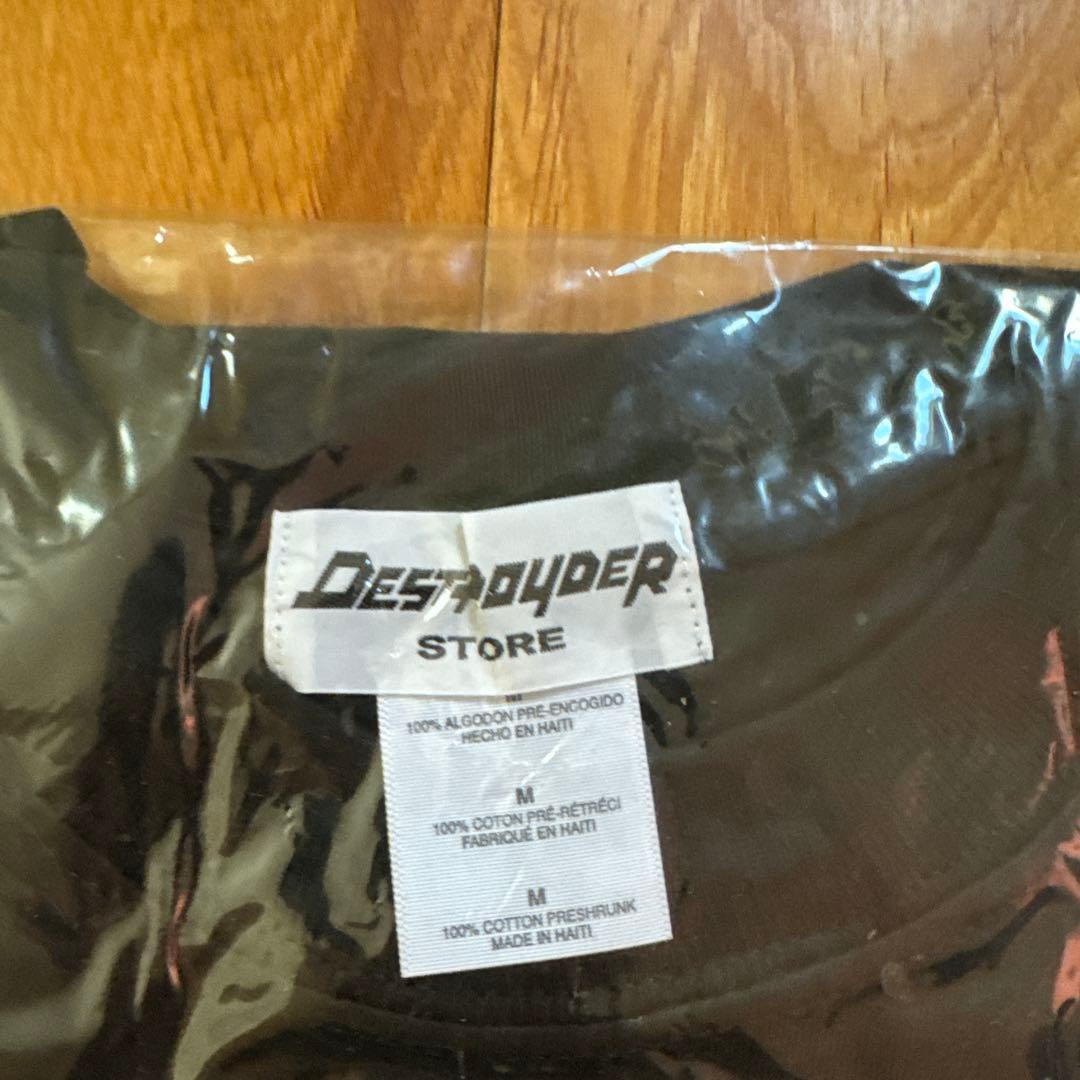 DESTROYDER
STORE
M
100% ALGODON PRE-ENCOGIDO
HECHO EN HAITI
M
100% COTON PRÉ-RÉTRÉCI
FABRIQUÉ EN HAITI
M
100% COTTON PRESHRUNK
MADE IN HAITI